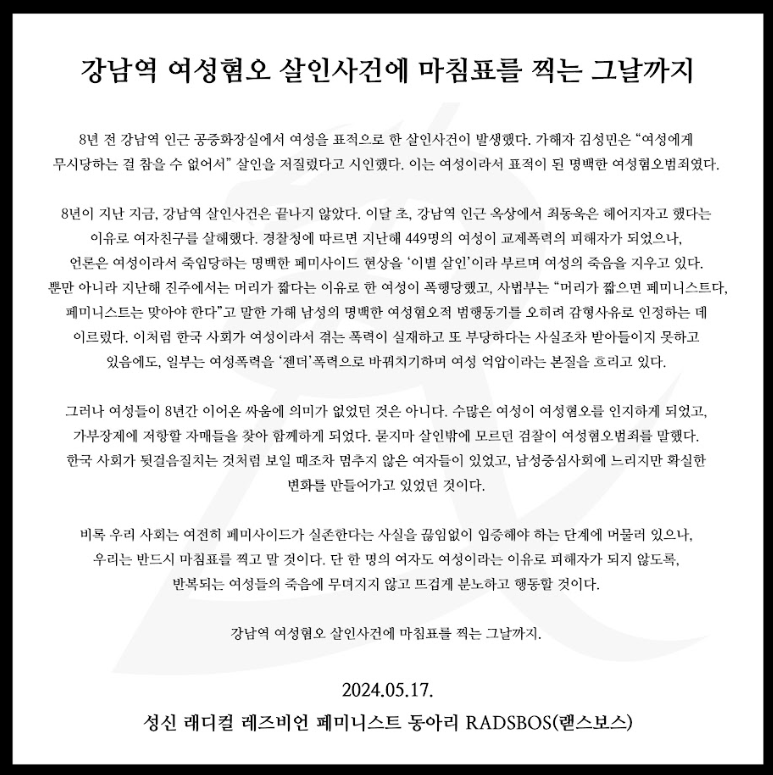 강남역 여성혐오 살인사건에 마침표를 찍는 그날까지
8년 전 강남역 인근 공중화장실에서 여성을 표적으로 한 살인사건이 발생했다. 가해자 김성민은 “여성에게
무시당하는 걸 참을 수 없어서” 살인을 저질렀다고 시인했다. 이는 여성이라서 표적이 된 명백한 여성혐오범죄였다.
8년이 지난 지금, 강남역 살인사건은 끝나지 않았다. 이달 초, 강남역 인근 옥상에서 최동욱은 헤어지자고 했다는
이유로 여자친구를 살해했다. 경찰청에 따르면 지난해 449명의 여성이 교제폭력의 피해자가 되었으나,
언론은 여성이라서 죽임당하는 명백한 페미사이드 현상을 ‘이별 살인’이라 부르며 여성의 죽음을 지우고 있다.
뿐만 아니라 지난해 진주에서는 머리가 짧다는 이유로 한 여성이 폭행당했고, 사법부는 “머리가 짧으면 페미니스트다,
페미니스트는 맞아야 한다”고 말한 가해 남성의 명백한 여성혐오적 범행동기를 오히려 감형사유로 인정하는 데
이르렀다. 이처럼 한국 사회가 여성이라서 겪는 폭력이 실재하고 또 부당하다는 사실조차 받아들이지 못하고
있음에도, 일부는 여성폭력을 ‘젠더’폭력으로 바꿔치기하며 여성 억압이라는 본질을 흐리고 있다.
그러나 여성들이 8년간 이어온 싸움에 의미가 없었던 것은 아니다. 수많은 여성이 여성혐오를 인지하게 되었고,
가부장제에 저항할 자매들을 찾아 함께하게 되었다. 묻지마 살인밖에 모르던 검찰이 여성혐오범죄를 말했다.
한국 사회가 뒷걸음질치는 것처럼 보일 때조차 멈추지 않은 여자들이 있었고, 남성중심사회에 느리지만 확실한
변화를 만들어가고 있었던 것이다.
비록 우리 사회는 여전히 페미사이드가 실존한다는 사실을 끊임없이 입증해야 하는 단계에 머물러 있으나,
우리는 반드시 마침표를 찍고 말 것이다. 단 한 명의 여자도 여성이라는 이유로 피해자가 되지 않도록,
반복되는 여성들의 죽음에 무뎌지지 않고 뜨겁게 분노하고 행동할 것이다.
강남역 여성혐오 살인사건에 마침표를 찍는 그날까지.
2024.05.17.
성신 래디컬 레즈비언 페미니스트 동아리 RADSBOS(랟스보스)